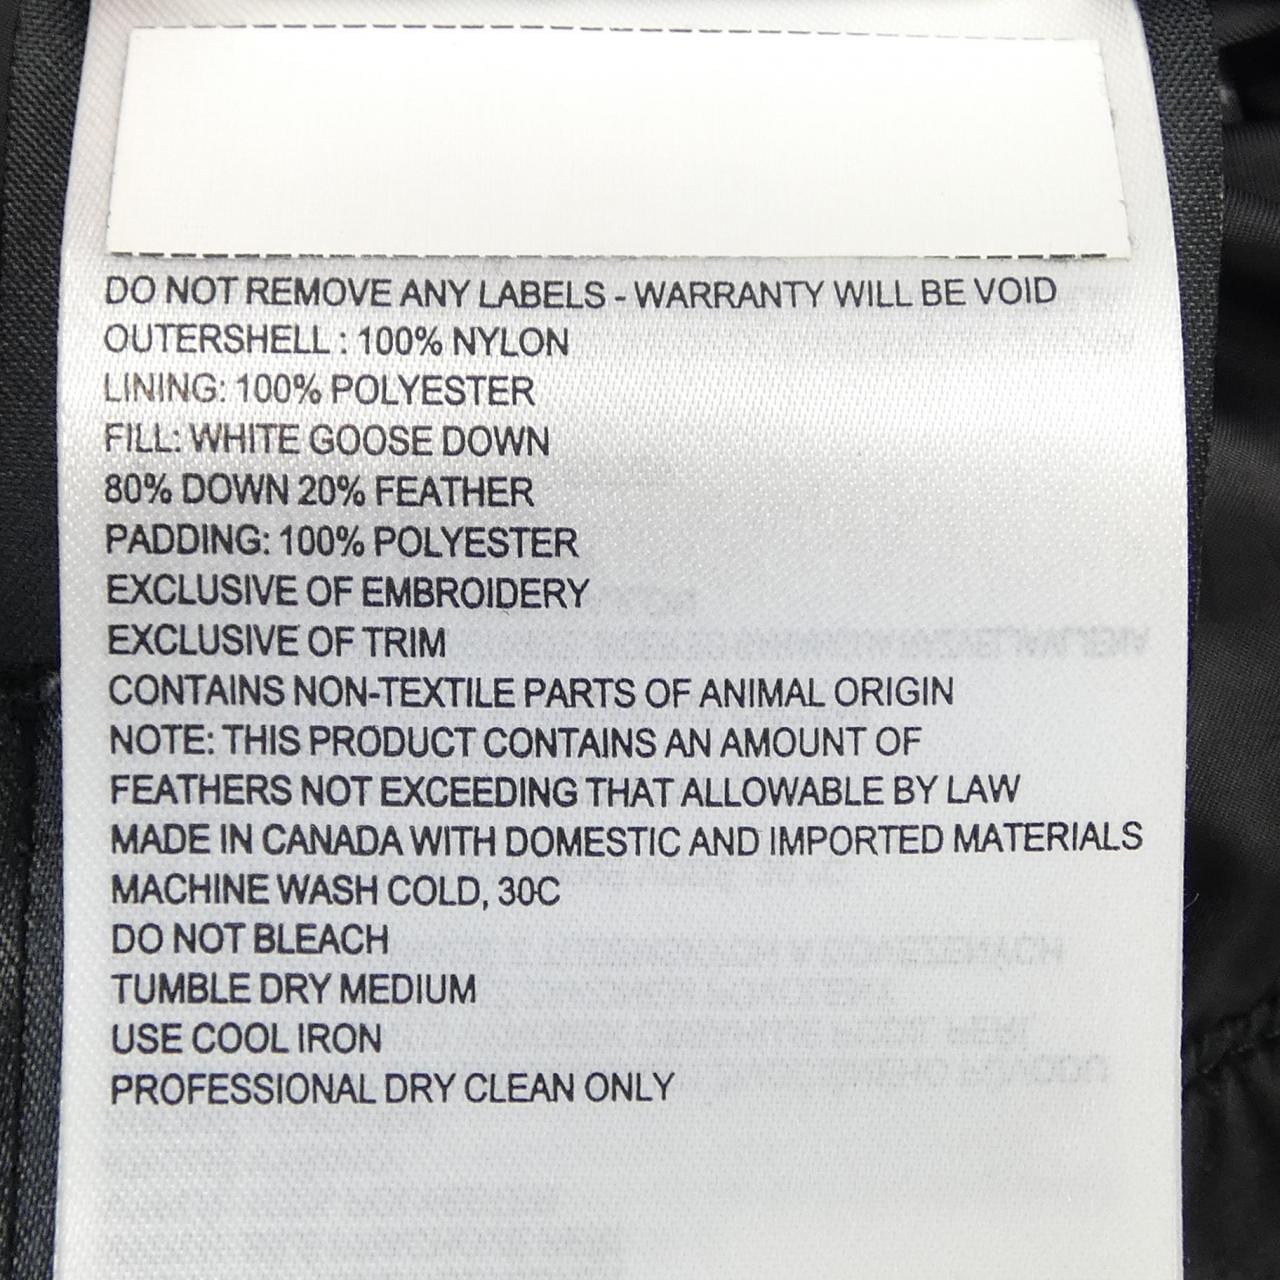 DO NOT REMOVE ANY LABELS - WARRANTY WILL BE VOID
OUTERSHELL : 100% NYLON
LINING: 100% POLYESTER
FILL: WHITE GOOSE DOWN
80% DOWN 20% FEATHER
PADDING: 100% POLYESTER
EXCLUSIVE OF EMBROIDERY
EXCLUSIVE OF TRIM
CONTAINS NON-TEXTILE PARTS OF ANIMAL ORIGIN
NOTE: THIS PRODUCT CONTAINS AN AMOUNT OF
FEATHERS NOT EXCEEDING THAT ALLOWABLE BY LAW
MADE IN CANADA WITH DOMESTIC AND IMPORTED MATERIALS
MACHINE WASH COLD, 30C
DO NOT BLEACH
TUMBLE DRY MEDIUM
USE COOL IRON
PROFESSIONAL DRY CLEAN ONLY